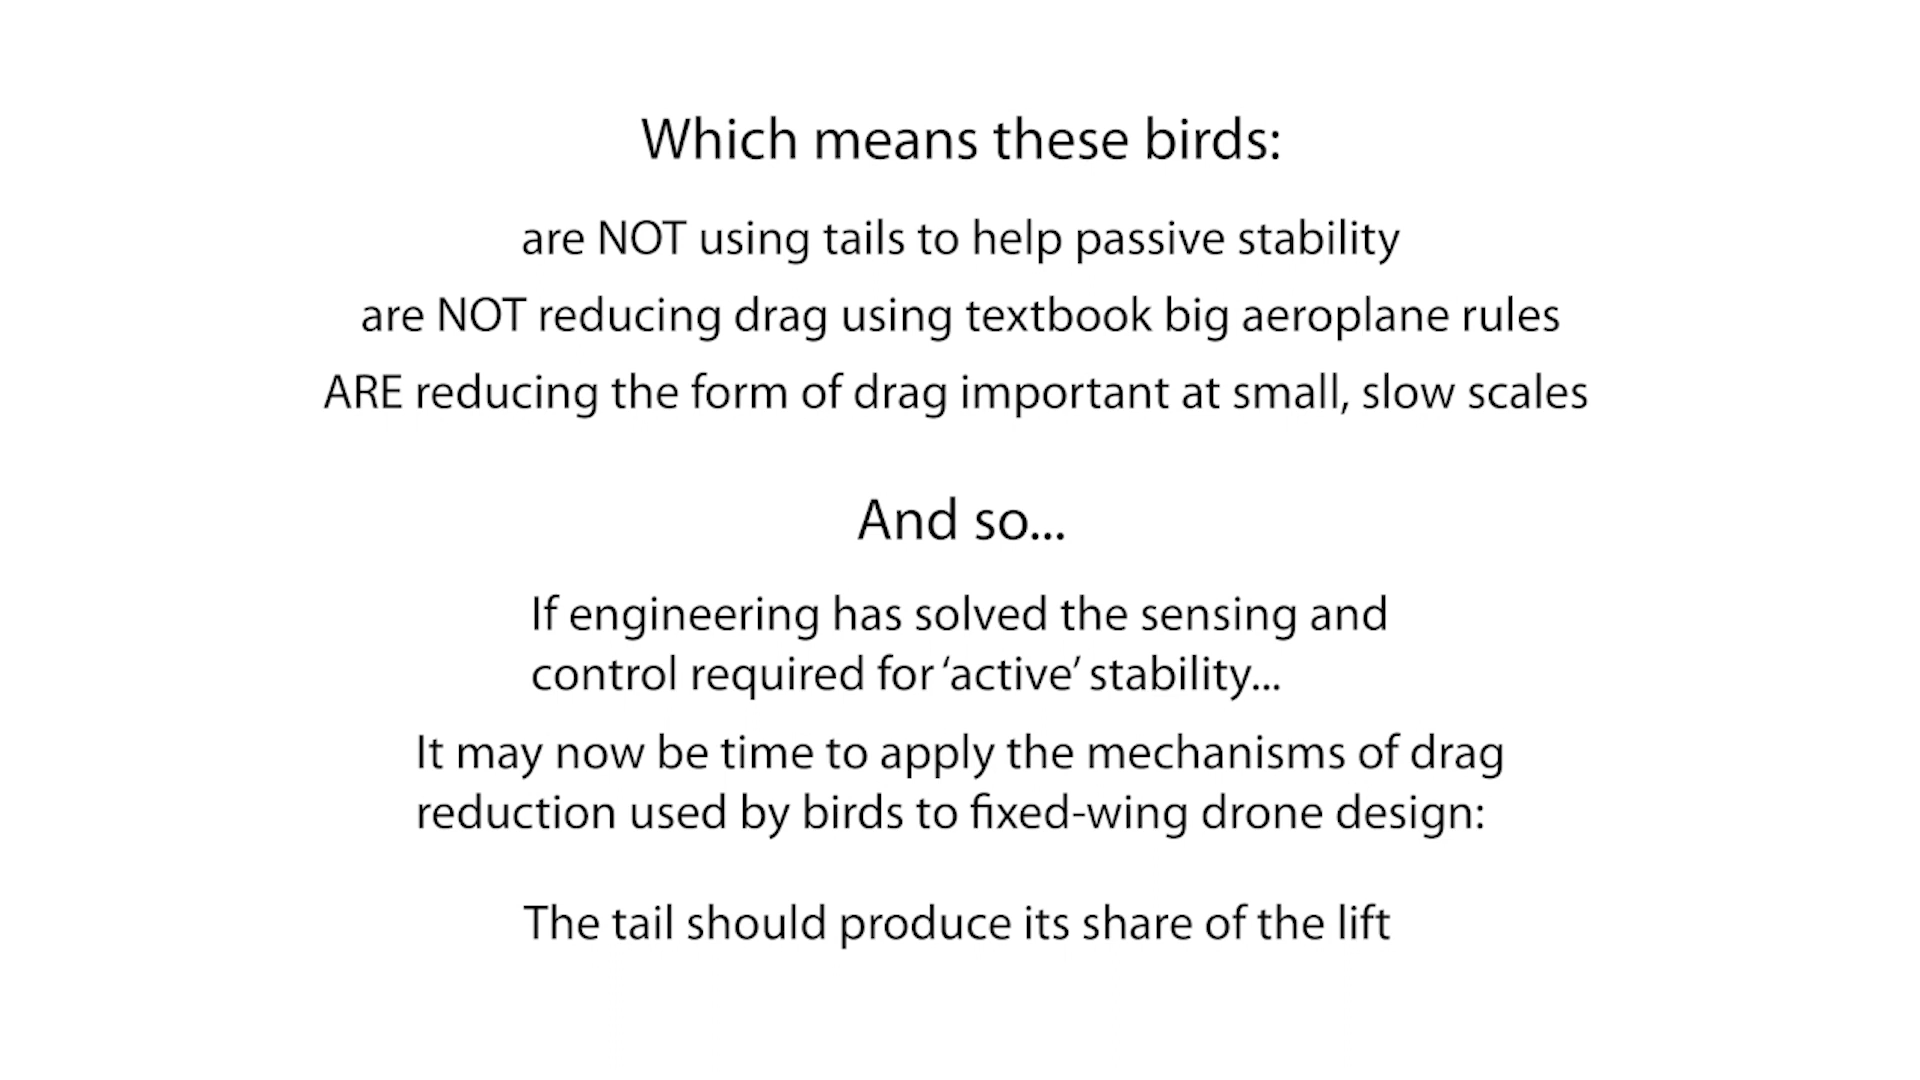 Which means these birds:
are NOT using tails to help passive stability
are NOT reducing drag using textbook big aeroplane rules
ARE reducing the form of drag important at small, slow scales
And so...
If engineering has solved the sensing and
control required for ‘active’ stability...
It may now be time to apply the mechanisms of drag
reduction used by birds to fixed-wing drone design:
The tail should produce its share of the lift